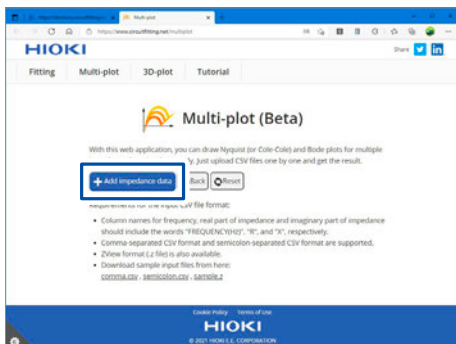 Multi-plot
https://www.circuitfitting.net/multiplot
HIOKI
Share
Fitting Multi-plot 3D-plot Tutorial
Multi-plot (Beta)
With this web application, you can draw Nyquist (or Cole-Cole) and Bode plots for multiple
Just upload CSV files one by one and get the result.
Add impedance data Back Reset
Requirements for the input CSV file format:
• Column names for frequency, real part of impedance and imaginary part of impedance
should include the words "FREQUENCY(Hz)", "R", and "X", respectively.
• Comma separated CSV format and semicolon-separated CSV format are supported.
• ZView format (.z file) is also available.
• Download sample input files from here:
comma.csv , semicolon.csv , sample.z
Cookie Policy Terms of Use
HIOKI
© 2021 HIOKI E.E. CORPORATION